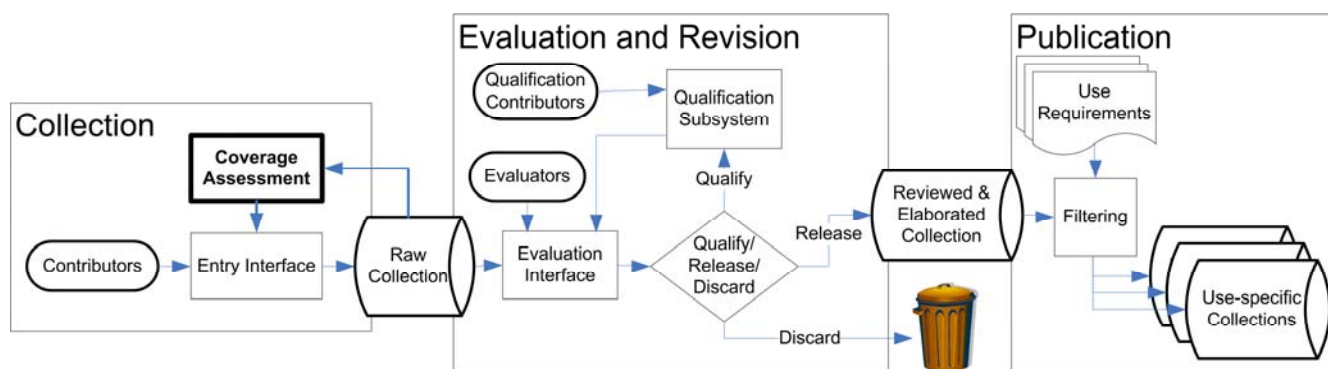 Collection
Coverage
Assessment
Contributors
Entry Interface
Raw
Collection
Evaluation and Revision
Qualification
Contributors
Qualification
Subsystem
Evaluators
Qualify
Evaluation
Interface
Qualify/
Release/
Discard
Release
Discard
Reviewed &
Elaborated
Collection
Publication
Use
Requirements
Filtering
Use-specific
Collections